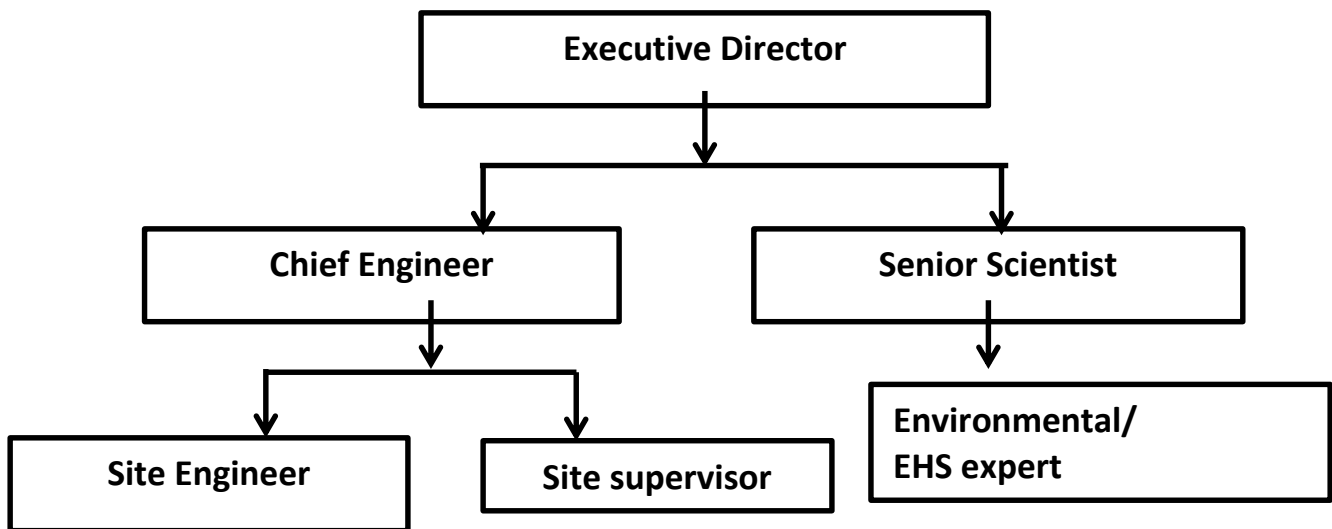 Executive Director
Chief Engineer
Senior Scientist
Site Engineer
Site supervisor
Environmental/
EHS expert